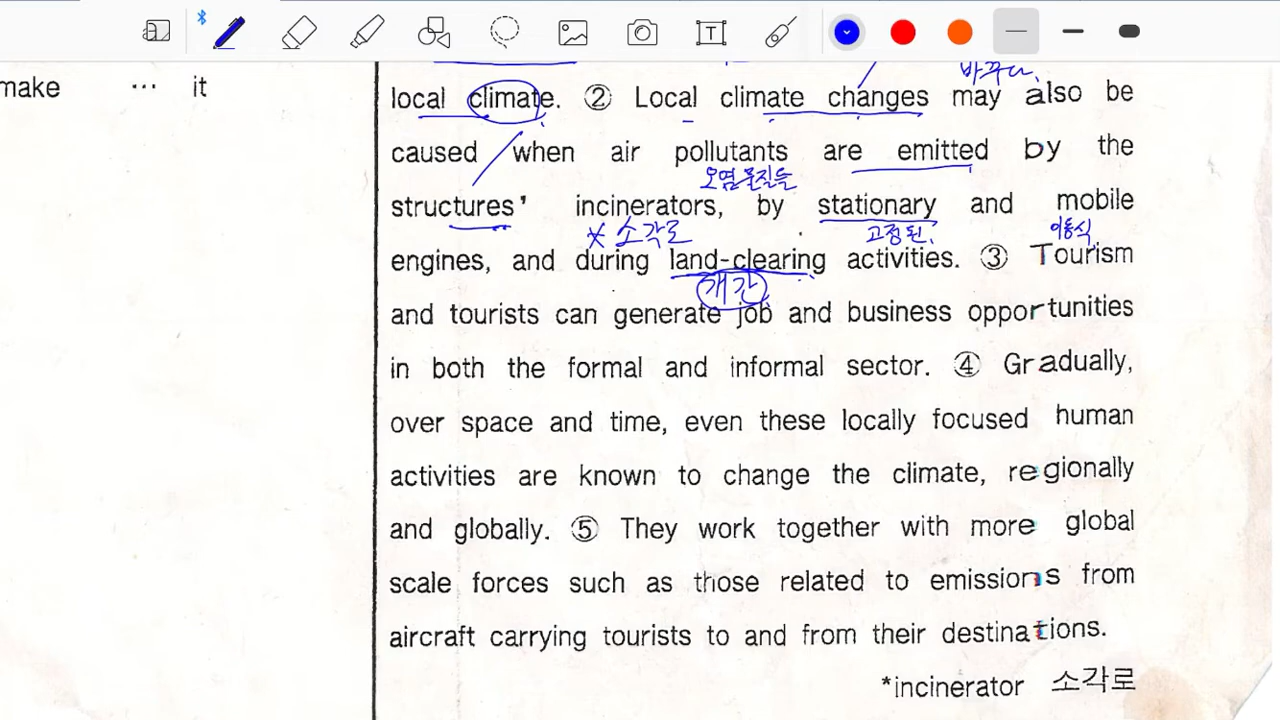 make … it
바꾸다.
local climate. ② Local climate changes may also be
caused when air pollutants are emitted by the
오염물질들
structures' incinerators, by stationary and mobile
* 소각로 고정된. 이동식.
engines, and during land-clearing activities. ③ Tourism
개간
and tourists can generate job and business opportunities
in both the formal and informal sector. ④ Gradually,
over space and time, even these locally focused human
activities are known to change the climate, regionally
and globally. ⑤ They work together with more global
scale forces such as those related to emissions from
aircraft carrying tourists to and from their destinations.
*incinerator 소각로